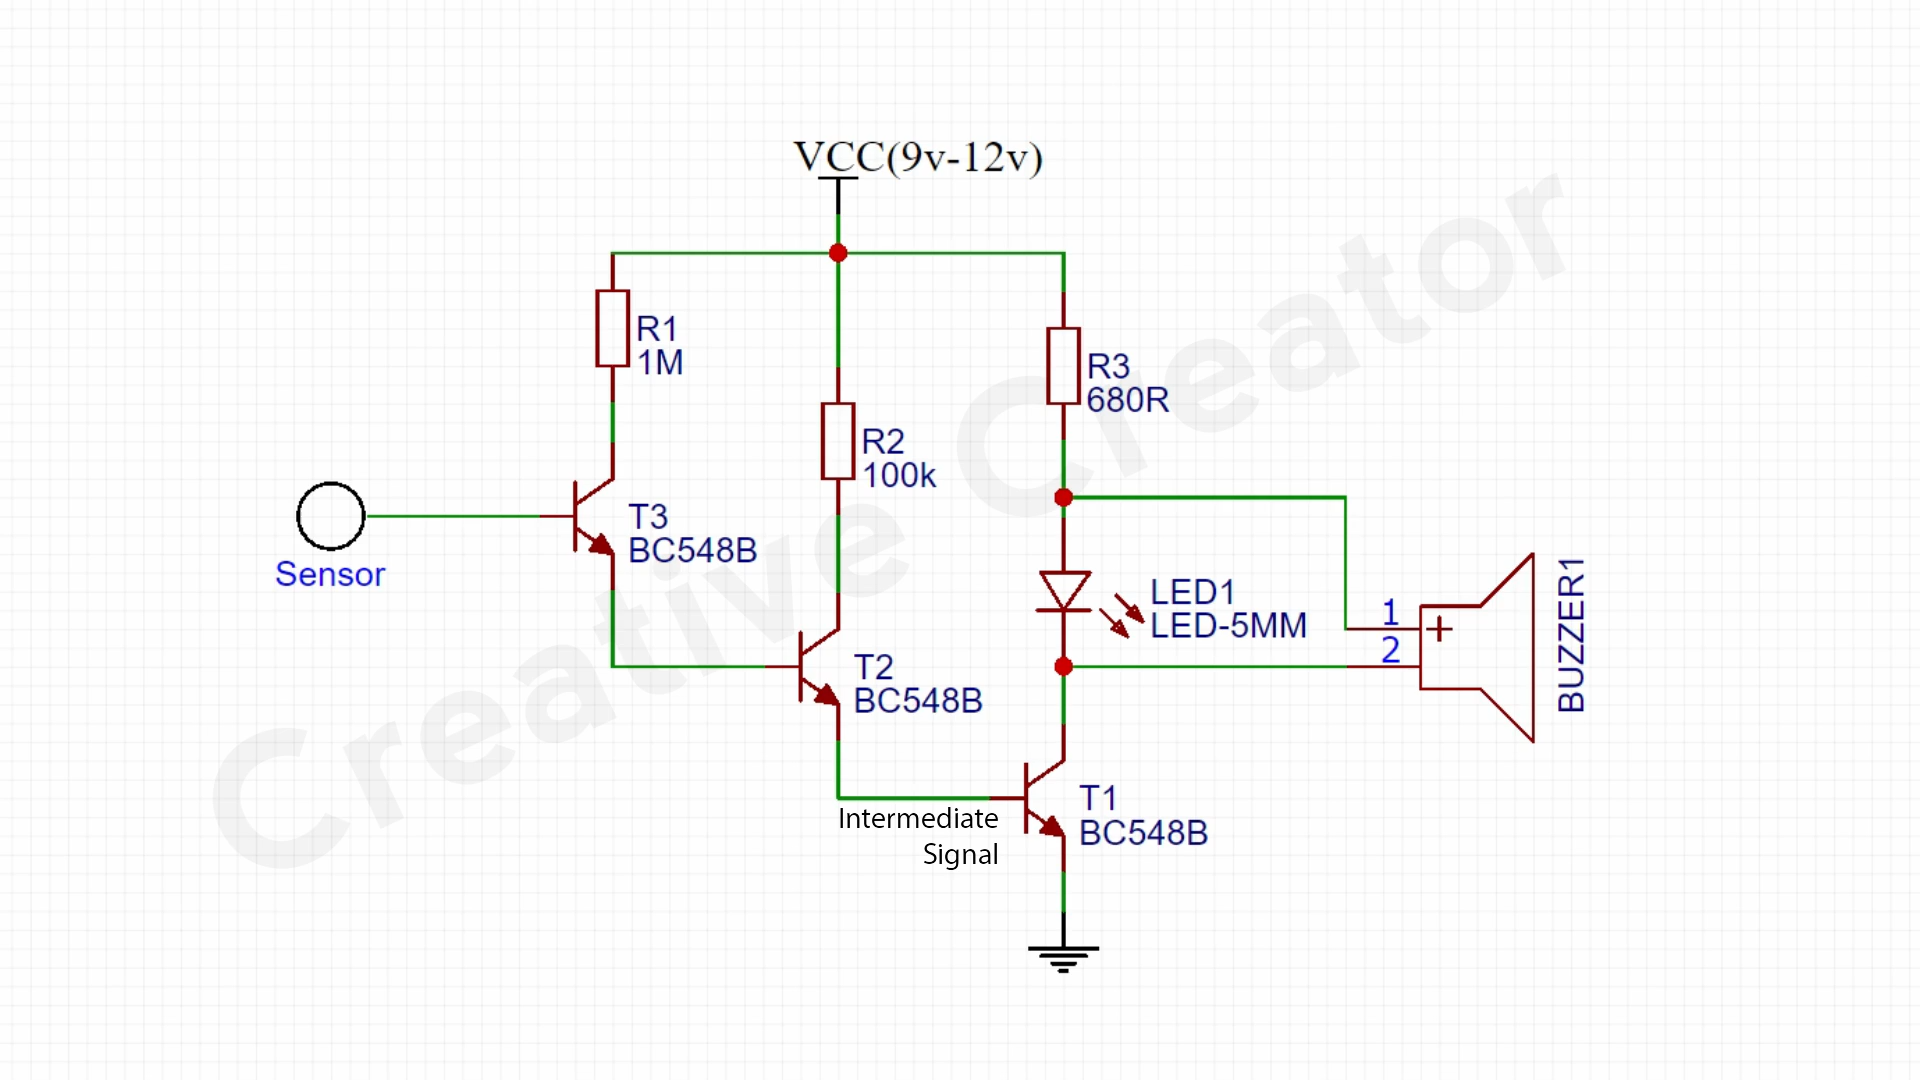 VCC(9v-12v)
R1
1M
R3
680R
R2
100k
T3
BC548B
Sensor
LED1
LED-5MM
1
2
BUZZER1
T2
BC548B
T1
BC548B
Intermediate
Signal
Creative Creator